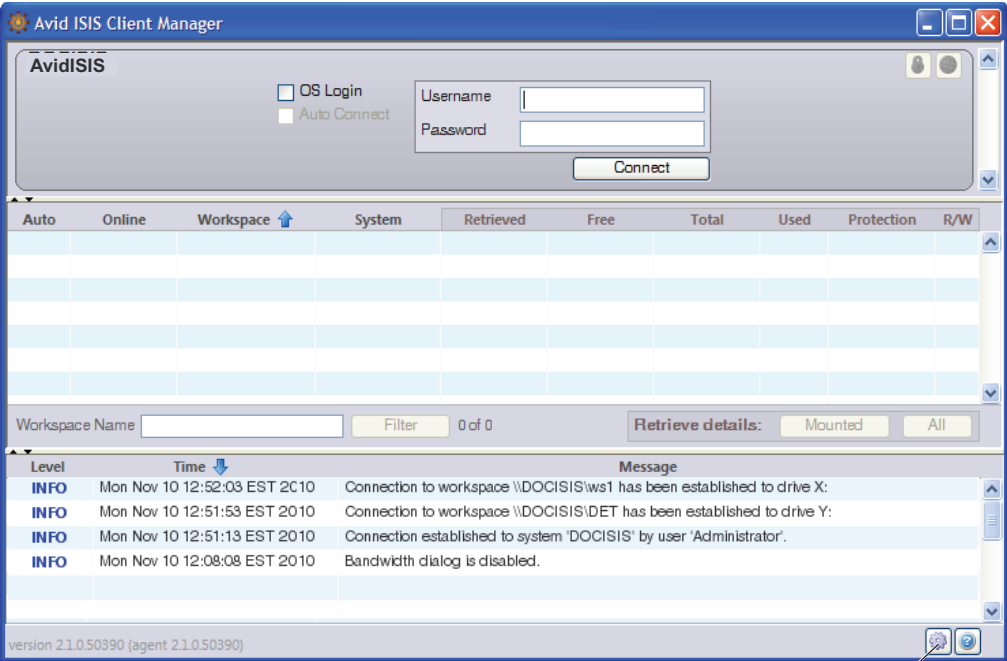 Avid ISIS Client Manager
AvidISIS
OS Login
Auto Connect
Username
Password
Connect
Auto Online Workspace System Retrieved Free Total Used Protection R/W
Workspace Name Filter 0 of 0 Retrieve details: Mounted All
Level Time Message
INFO Mon Nov 10 12:52:03 EST 2010 Connection to workspace \\DOCISIS\ws1 has been established to drive X:
INFO Mon Nov 10 12:51:53 EST 2010 Connection to workspace \\DOCISIS\DET has been established to drive Y:
INFO Mon Nov 10 12:51:13 EST 2010 Connection established to system 'DOCISIS' by user 'Administrator'.
INFO Mon Nov 10 12:08:08 EST 2010 Bandwidth dialog is disabled.
version 2.1.0.50390 (agent 2.1.0.50390)